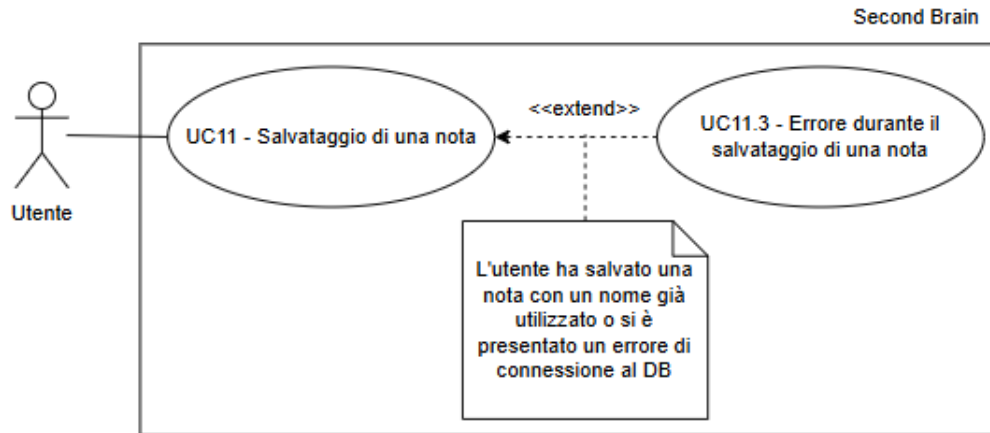 Second Brain
Utente
UC11 - Salvataggio di una nota
<<extend>>
UC11.3 - Errore durante il
salvataggio di una nota
L'utente ha salvato una
nota con un nome già
utilizzato o si è
presentato un errore di
connessione al DB